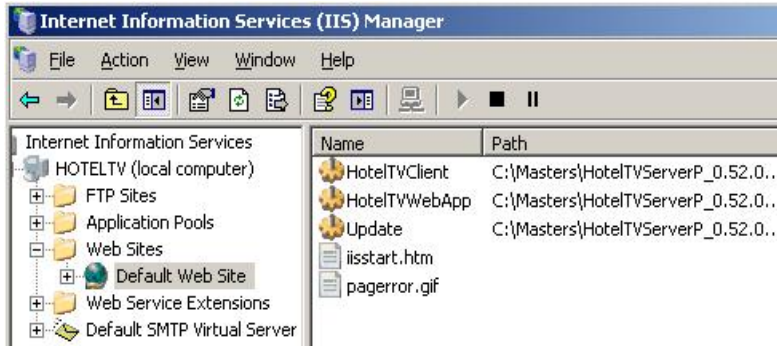 Internet Information Services (IIS) Manager
File Action View Window Help
Internet Information Services
HOTELTV (local computer)
FTP Sites
Application Pools
Web Sites
Default Web Site
Web Service Extensions
Default SMTP Virtual Server
Name Path
HotelTVClient C:\Masters\HotelTVServerP_0.52.0...
HotelTVWebApp C:\Masters\HotelTVServerP_0.52.0...
Update C:\Masters\HotelTVServerP_0.52.0...
iisstart.htm
pagerror.gif